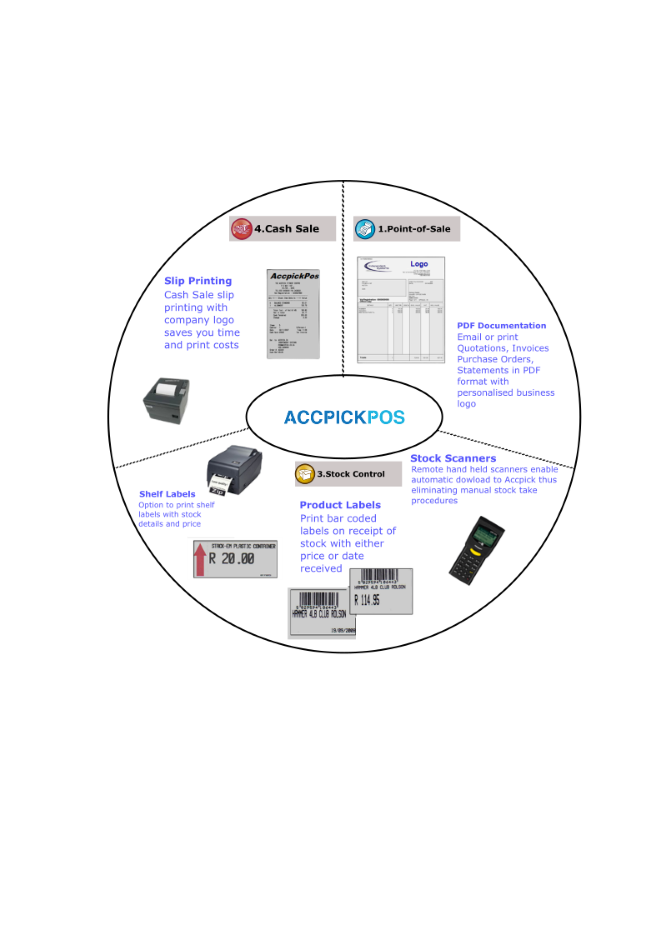 4.Cash Sale
1.Point-of-Sale
Slip Printing
Cash Sale slip
printing with
company logo
saves you time
and print costs
AccpickPos
Logo
PDF Documentation
Email or print
Quotations, Invoices
Purchase Orders,
Statements in PDF
format with
personalised business
logo
ACCPICKPOS
Shelf Labels
Option to print shelf
labels with stock
details and price
3.Stock Control
Product Labels
Print bar coded
labels on receipt of
stock with either
price or date
received
Stock Scanners
Remote hand held scanners enable
automatic dowload to Accpick thus
eliminating manual stock take
procedures
R 20.00
HAMMER 4LB CLUB ROLSON
R 114.95
HAMMER 4LB CLUB ROLSON